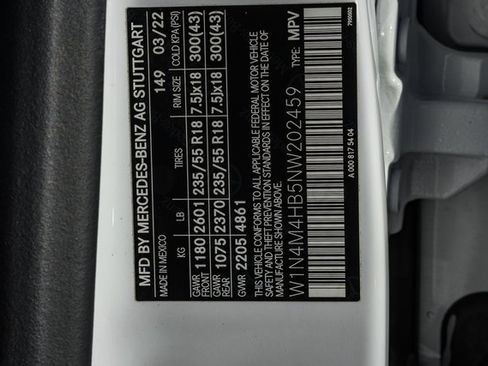 MFD BY MERCEDES-BENZ AG STUTTGART
MADE IN MEXICO 149 03/22
KG LB TIRES RIM SIZE COLD KPA (PSI)
GAWR FRONT 1180 2601 235/55 R18 7.5Jx18 300(43)
GAWR REAR 1075 2370 235/55 R18 7.5Jx18 300(43)
GVWR 2205 4861
THIS VEHICLE CONFORMS TO ALL APPLICABLE FEDERAL MOTOR VEHICLE
SAFETY AND THEFT PREVENTION STANDARDS IN EFFECT ON THE DATE
OF MANUFACTURE SHOWN ABOVE.
W1N4M4HB5NW202459 TYPE: MPV
A 000 817 54 04